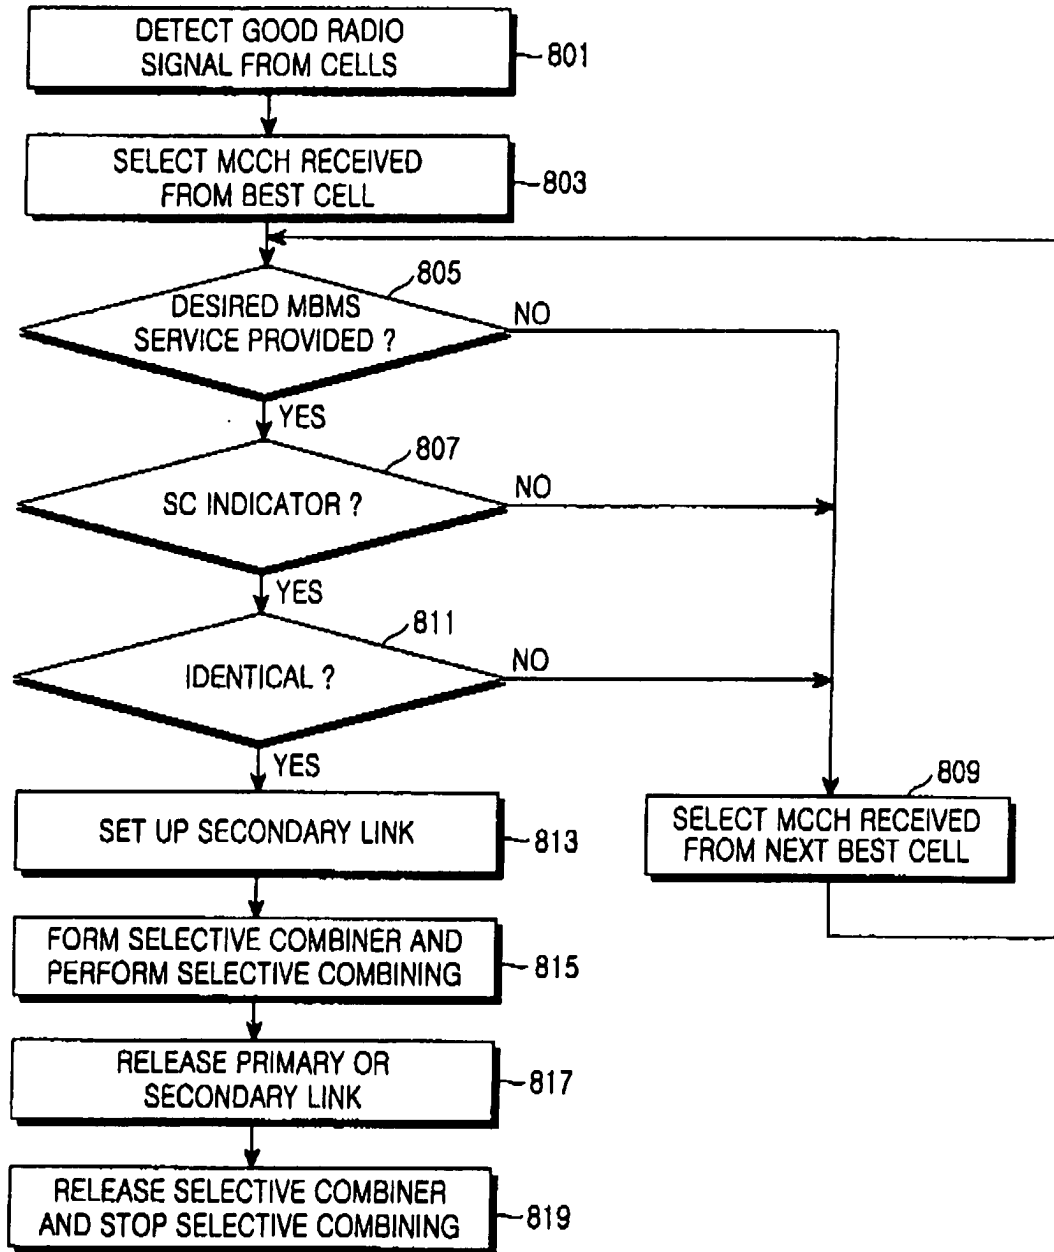 DETECT GOOD RADIO
SIGNAL FROM CELLS
801
SELECT MCCH RECEIVED
FROM BEST CELL
803
805
DESIRED MBMS
SERVICE PROVIDED ?
NO
YES
807
SC INDICATOR ?
NO
YES
811
IDENTICAL ?
NO
YES
809
SELECT MCCH RECEIVED
FROM NEXT BEST CELL
SET UP SECONDARY LINK
813
FORM SELECTIVE COMBINER AND
PERFORM SELECTIVE COMBINING
815
RELEASE PRIMARY OR
SECONDARY LINK
817
RELEASE SELECTIVE COMBINER
AND STOP SELECTIVE COMBINING
819